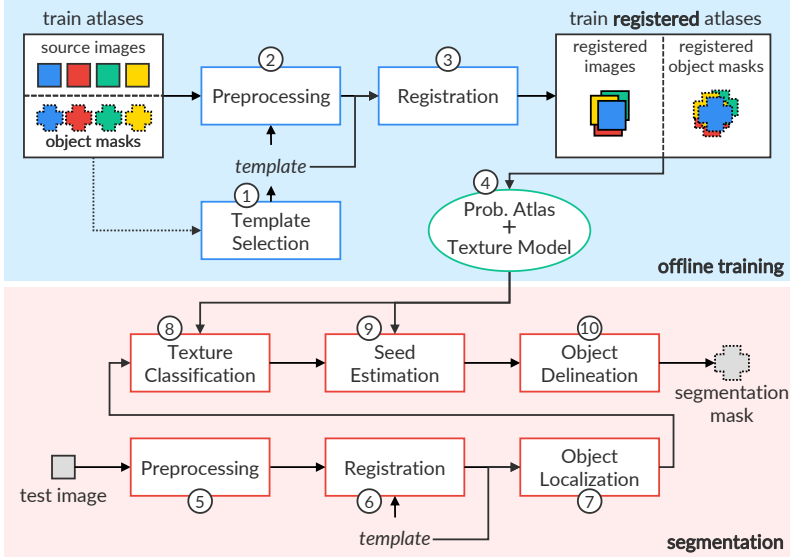 train atlases
source images
object masks
2
Preprocessing
3
Registration
train registered atlases
registered
images
registered
object masks
template
1
Template
Selection
4
Prob. Atlas
+
Texture Model
offline training
8
Texture
Classification
9
Seed
Estimation
10
Object
Delineation
segmentation
mask
test image
Preprocessing
5
Registration
6
template
Object
Localization
7
segmentation